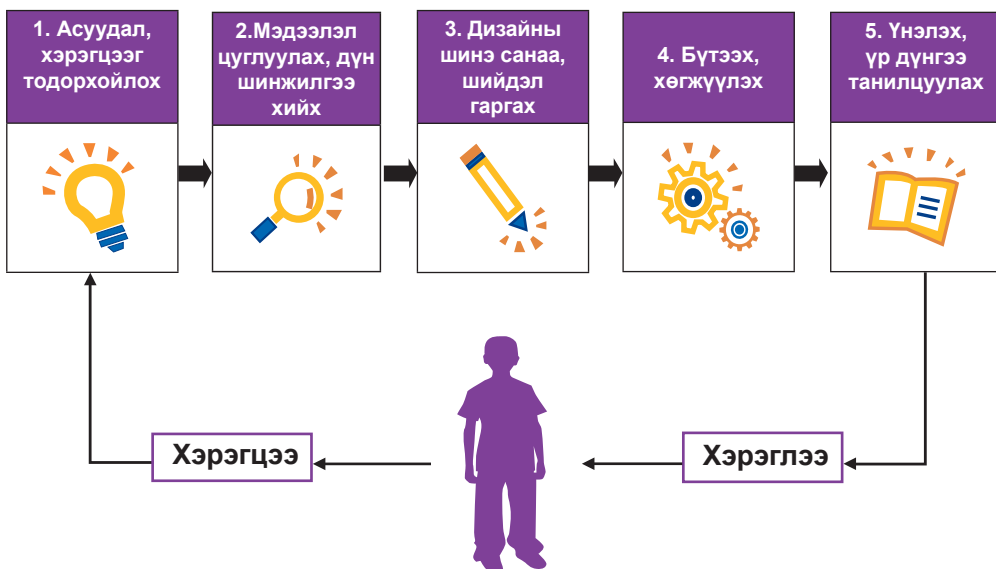 1. Асуудал,
хэрэгцээг
тодорхойлох
2.Мэдээлэл
цуглуулах, дүн
шинжилгээ
хийх
3. Дизайны
шинэ санаа,
шийдэл
гаргах
4. Бүтээх,
хөгжүүлэх
5. Үнэлэх,
үр дүнгээ
танилцуулах
Хэрэгцээ
Хэрэглээ